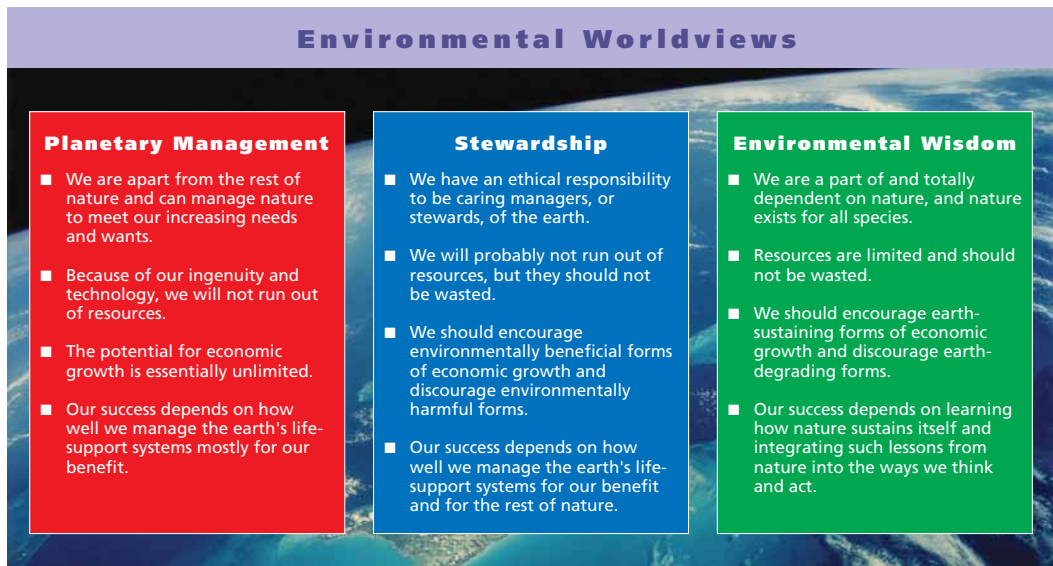 Environmental Worldviews
Planetary Management
■ We are apart from the rest of
nature and can manage nature
to meet our increasing needs
and wants.
■ Because of our ingenuity and
technology, we will not run out
of resources.
■ The potential for economic
growth is essentially unlimited.
■ Our success depends on how
well we manage the earth's life-
support systems mostly for our
benefit.
Stewardship
■ We have an ethical responsibility
to be caring managers, or
stewards, of the earth.
■ We will probably not run out of
resources, but they should not
be wasted.
■ We should encourage
environmentally beneficial forms
of economic growth and
discourage environmentally
harmful forms.
■ Our success depends on how
well we manage the earth's life-
support systems for our benefit
and for the rest of nature.
Environmental Wisdom
■ We are a part of and totally
dependent on nature, and nature
exists for all species.
■ Resources are limited and should
not be wasted.
■ We should encourage earth-
sustaining forms of economic
growth and discourage earth-
degrading forms.
■ Our success depends on learning
how nature sustains itself and
integrating such lessons from
nature into the ways we think
and act.